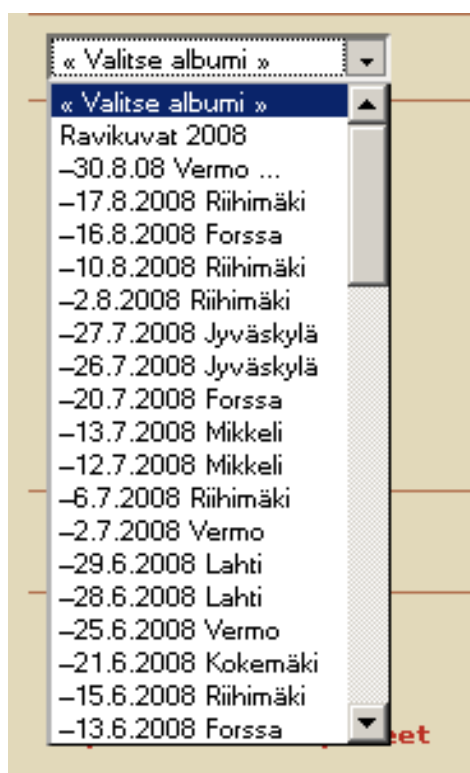 « Valitse albumi »
« Valitse albumi »
Ravikuvat 2008
–30.8.08 Vermo ...
–17.8.2008 Riihimäki
–16.8.2008 Forssa
–10.8.2008 Riihimäki
–2.8.2008 Riihimäki
–27.7.2008 Jyväskylä
–26.7.2008 Jyväskylä
–20.7.2008 Forssa
–13.7.2008 Mikkeli
–12.7.2008 Mikkeli
–6.7.2008 Riihimäki
–2.7.2008 Vermo
–29.6.2008 Lahti
–28.6.2008 Lahti
–25.6.2008 Vermo
–21.6.2008 Kokemäki
–15.6.2008 Riihimäki
–13.6.2008 Forssa